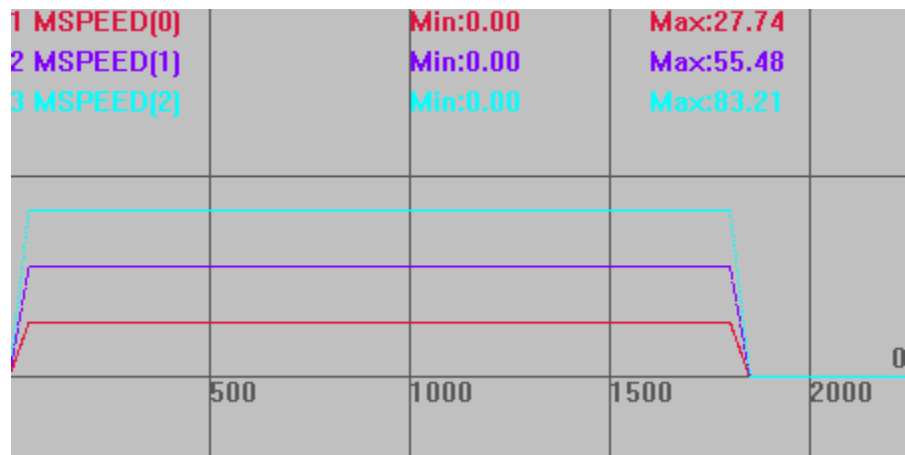 1 MSPEED(0) Min:0.00 Max:27.74
2 MSPEED(1) Min:0.00 Max:55.48
3 MSPEED(2) Min:0.00 Max:83.21
0
500 1000 1500 2000